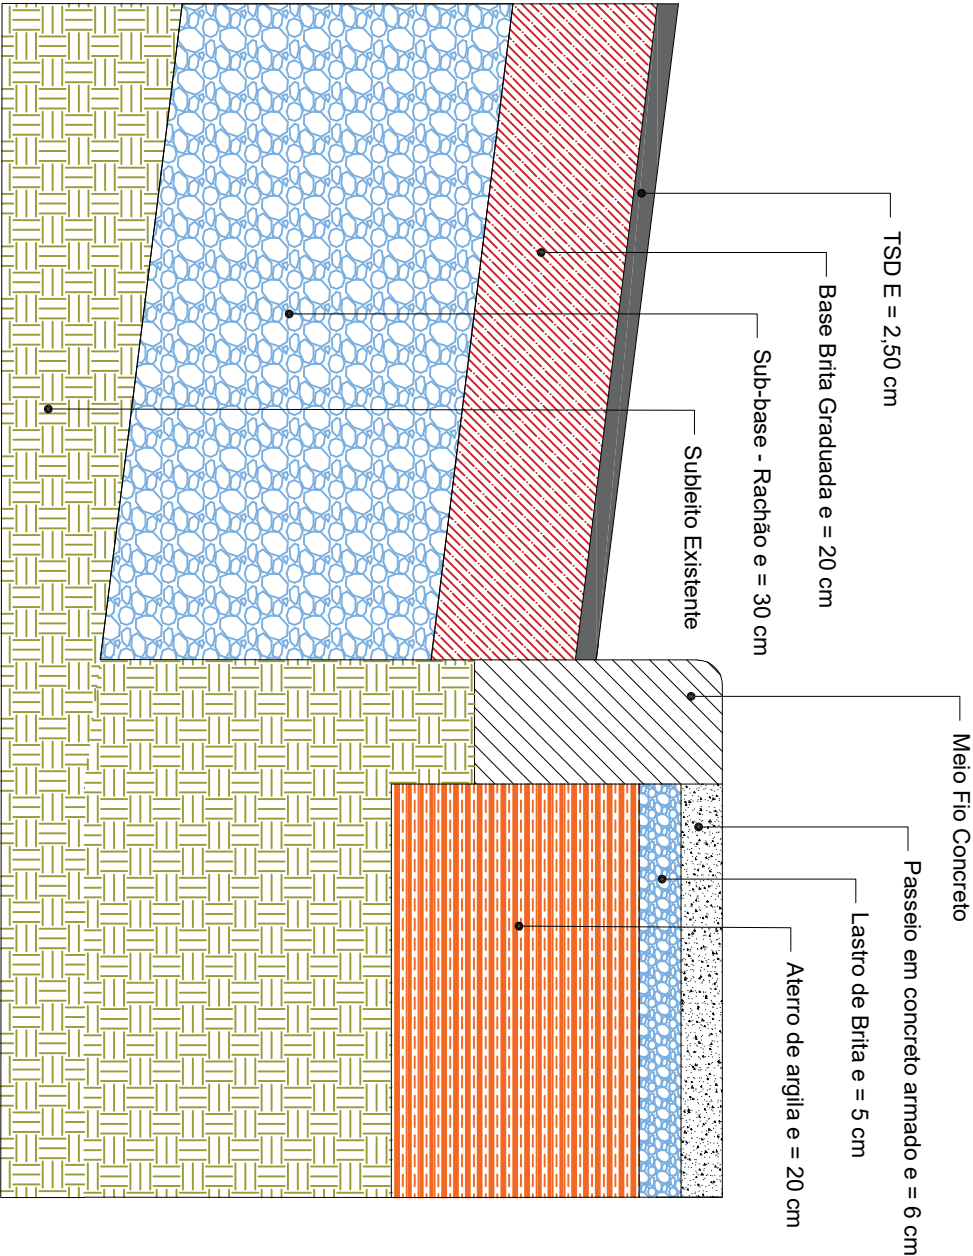 TSD E = 2,50 cm
Base Brita Graduada e = 20 cm
Sub-base - Rachão e = 30 cm
Subleito Existente
Meio Fio Concreto
Passeio em concreto armado e = 6 cm
Lastro de Brita e = 5 cm
Aterro de argila e = 20 cm